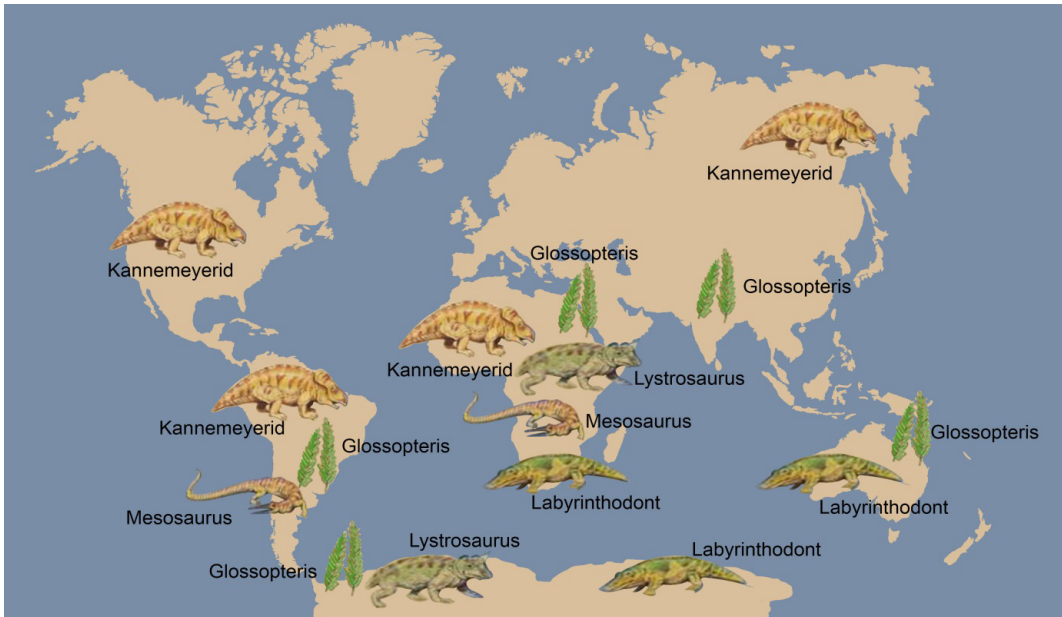 Kannemeyerid
Kannemeyerid
Glossopteris
Glossopteris
Kannemeyerid
Lystrosaurus
Mesosaurus
Kannemeyerid
Glossopteris
Glossopteris
Labyrinthodont
Labyrinthodont
Mesosaurus
Lystrosaurus
Labyrinthodont
Glossopteris